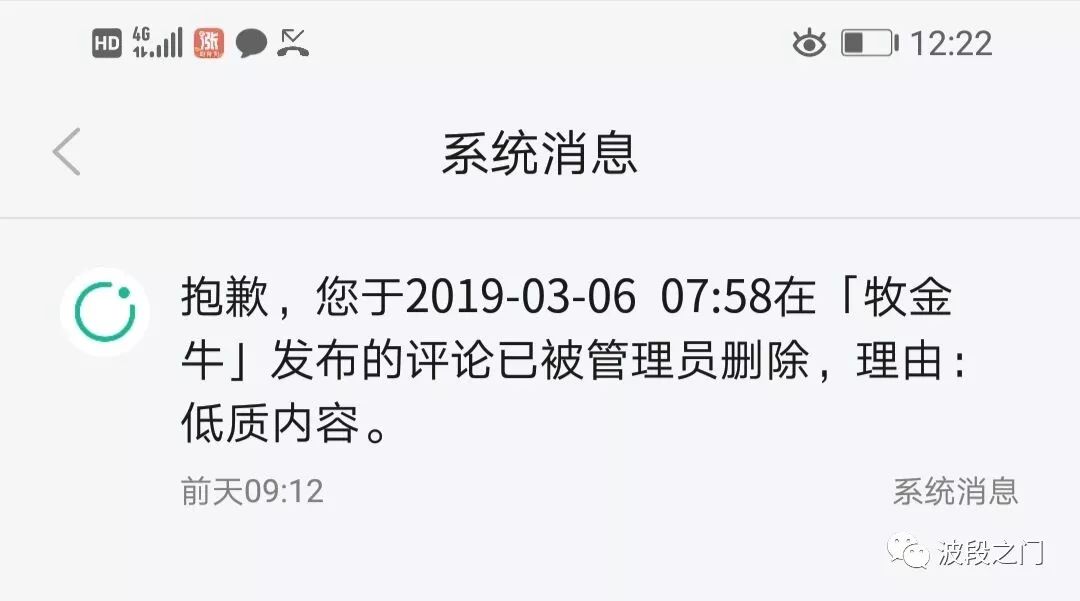 HD 4G 涨 12:22
系统消息
抱歉，您于2019-03-06 07:58在「牧金
牛」发布的评论已被管理员删除，理由：
低质内容。
前天09:12 系统消息
波段之门